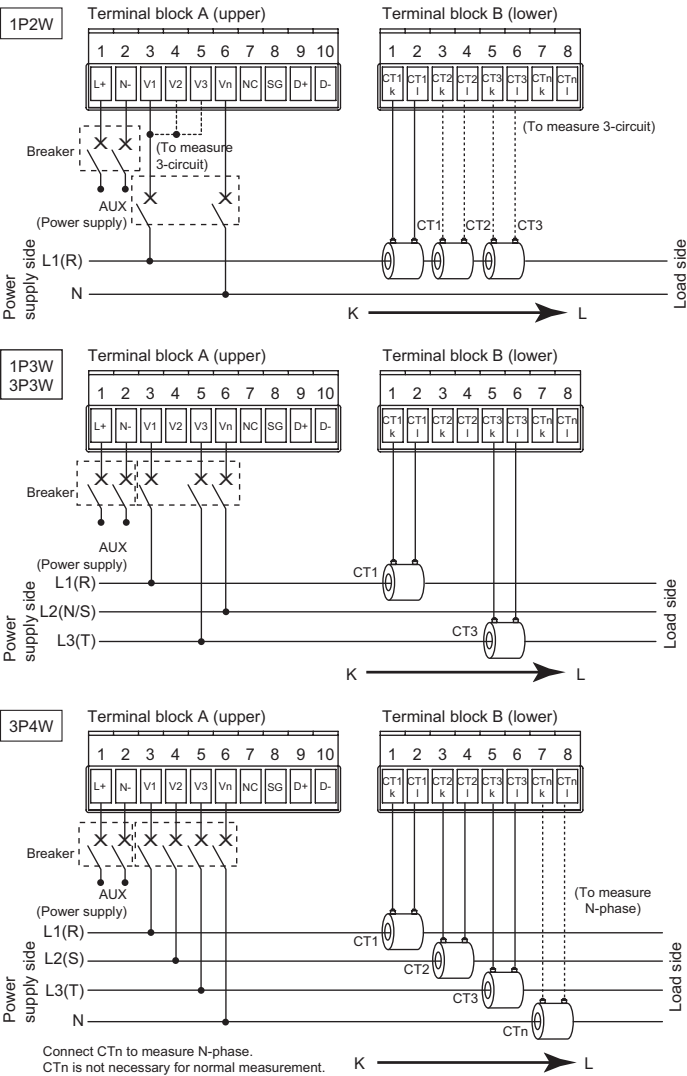 1P2W
Terminal block A (upper)
Terminal block B (lower)
1 2 3 4 5 6 7 8 9 10
1 2 3 4 5 6 7 8
L+ N- V1 V2 V3 Vn NC SG D+ D-
CT1 k CT1 l CT2 k CT2 l CT3 k CT3 l CTn k CTn l
(To measure 3-circuit)
Breaker
(To measure
3-circuit)
AUX
(Power supply)
CT1 CT2 CT3
L1(R)
N
Power
supply side
Load side
K L
1P3W
3P3W
Terminal block A (upper)
Terminal block B (lower)
1 2 3 4 5 6 7 8 9 10
1 2 3 4 5 6 7 8
L+ N- V1 V2 V3 Vn NC SG D+ D-
CT1 k CT1 l CT2 k CT2 l CT3 k CT3 l CTn k CTn l
Breaker
AUX
(Power supply)
CT1
L1(R)
L2(N/S)
CT3
L3(T)
Power
supply side
Load side
K L
3P4W
Terminal block A (upper)
Terminal block B (lower)
1 2 3 4 5 6 7 8 9 10
1 2 3 4 5 6 7 8
L+ N- V1 V2 V3 Vn NC SG D+ D-
CT1 k CT1 l CT2 k CT2 l CT3 k CT3 l CTn k CTn l
Breaker
AUX
(Power supply)
(To measure
N-phase)
L1(R)
CT1
L2(S)
CT2
L3(T)
CT3
N
CTn
Power
supply side
Load side
Connect CTn to measure N-phase.
CTn is not necessary for normal measurement.
K L